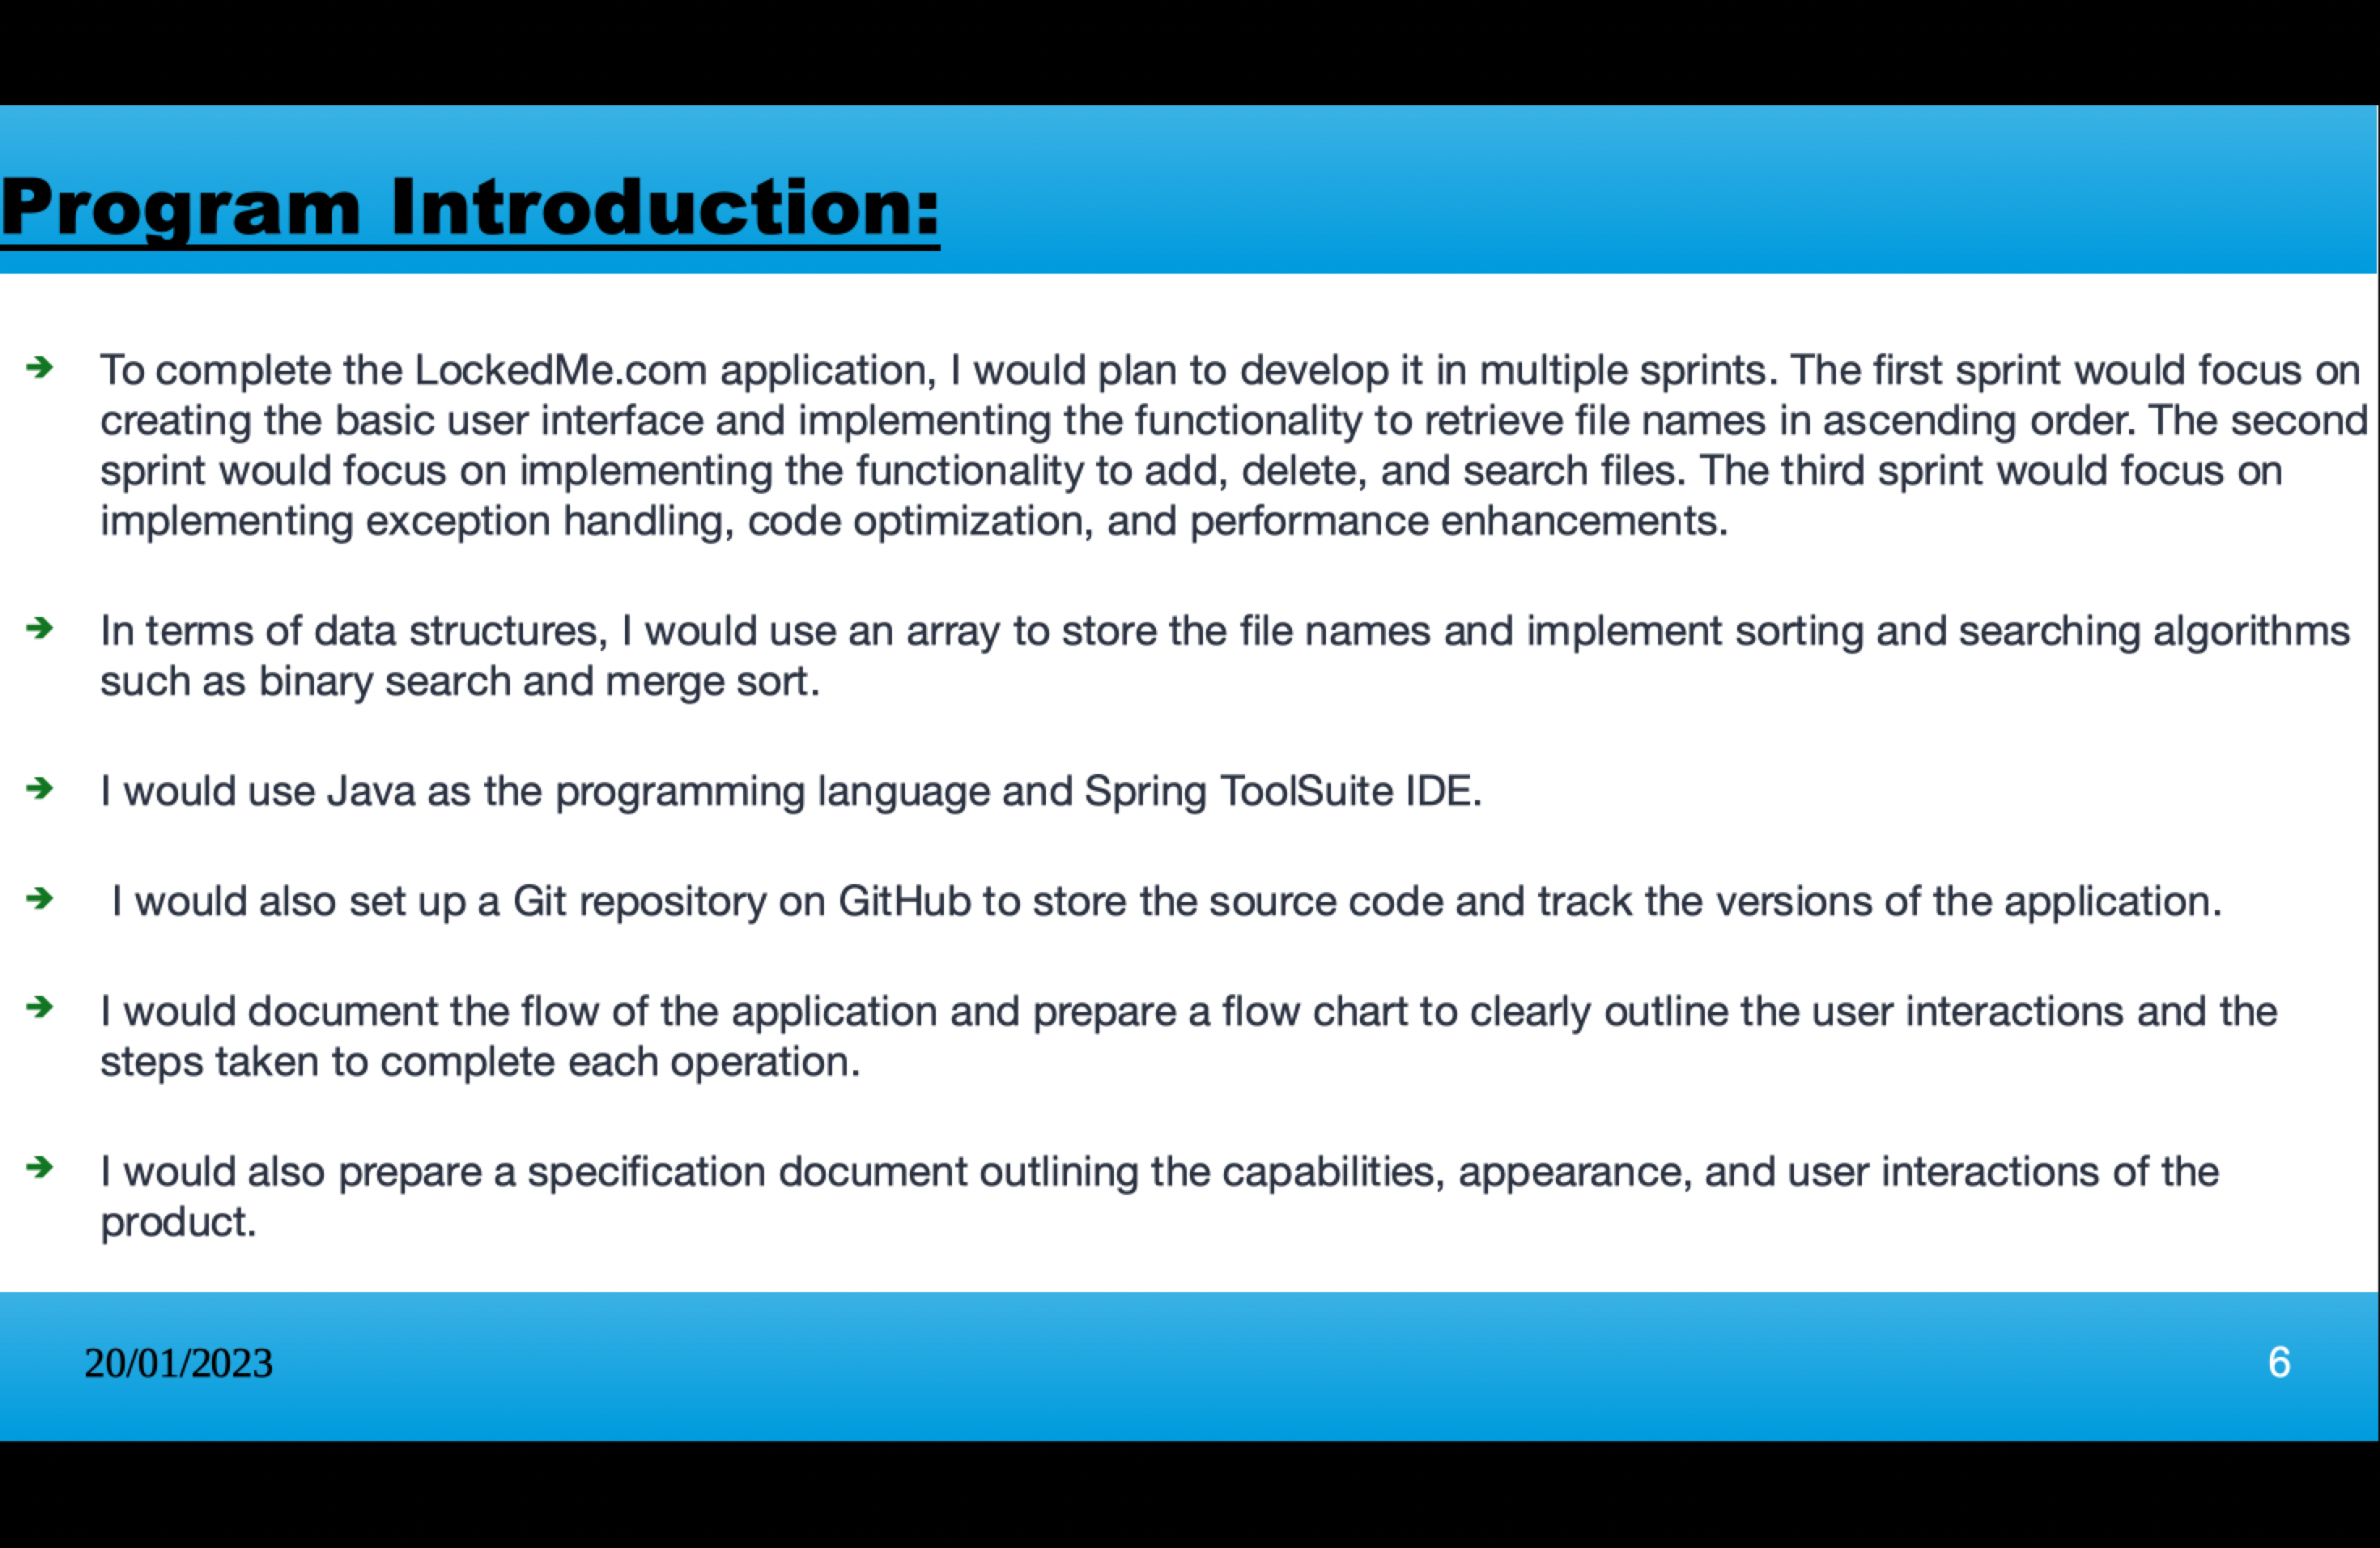 Program Introduction:
➔ To complete the LockedMe.com application, I would plan to develop it in multiple sprints. The first sprint would focus on
creating the basic user interface and implementing the functionality to retrieve file names in ascending order. The second
sprint would focus on implementing the functionality to add, delete, and search files. The third sprint would focus on
implementing exception handling, code optimization, and performance enhancements.
➔ In terms of data structures, I would use an array to store the file names and implement sorting and searching algorithms
such as binary search and merge sort.
➔ I would use Java as the programming language and Spring ToolSuite IDE.
➔ I would also set up a Git repository on GitHub to store the source code and track the versions of the application.
➔ I would document the flow of the application and prepare a flow chart to clearly outline the user interactions and the
steps taken to complete each operation.
➔ I would also prepare a specification document outlining the capabilities, appearance, and user interactions of the
product.
20/01/2023
6